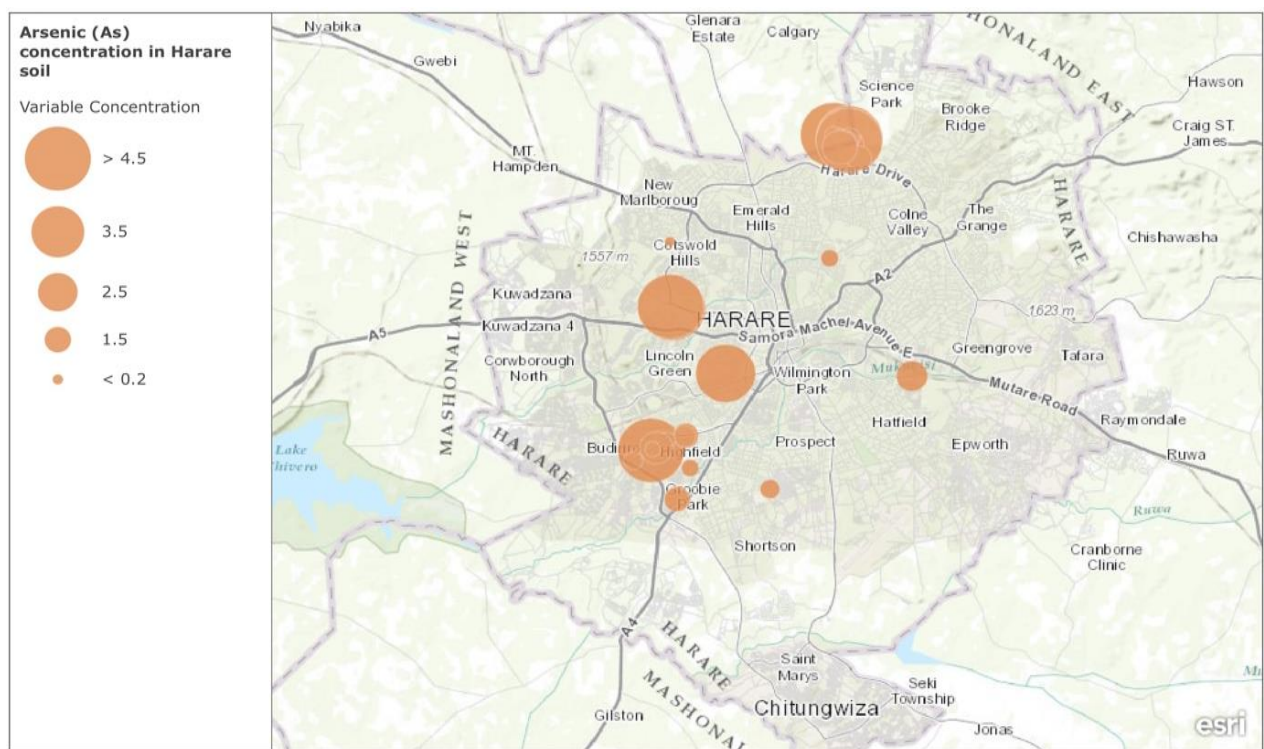 Arsenic (As)
concentration in Harare
soil
Variable Concentration
> 4.5
3.5
2.5
1.5
< 0.2
Nyabika
Glenara
Estate
Calgary
MASHONALAND EAST
Gwebi
Science
Park
Hawson
Brooke
Ridge
Craig ST.
James
MT.
Hampden
Harare Drive
New
Marlboroug
HARARE
Emerald
Hills
Colne
Valley
The
Grange
Chishawasha
MASHONALAND WEST
Cotswold
Hills
1557 m
A2
Kuwadzana
1623 m
HARARE
Kuwadzana 4
A5
Samora-Machel-Avenue-E
Greengrove
Tafara
Corwborough
North
Lincoln
Green
Wilmington
Park
Mutare-Road
Hatfield
Raymondale
Lake
Chivero
HARARE
Highfield
Prospect
Epworth
Ruwa
Groobie
Park
Ruwa
Shortson
Cranborne
Clinic
A4
HARARE
Saint
Marys
Seki
Township
MASHONAL
Chitungwiza
Gilston
Jonas
esri